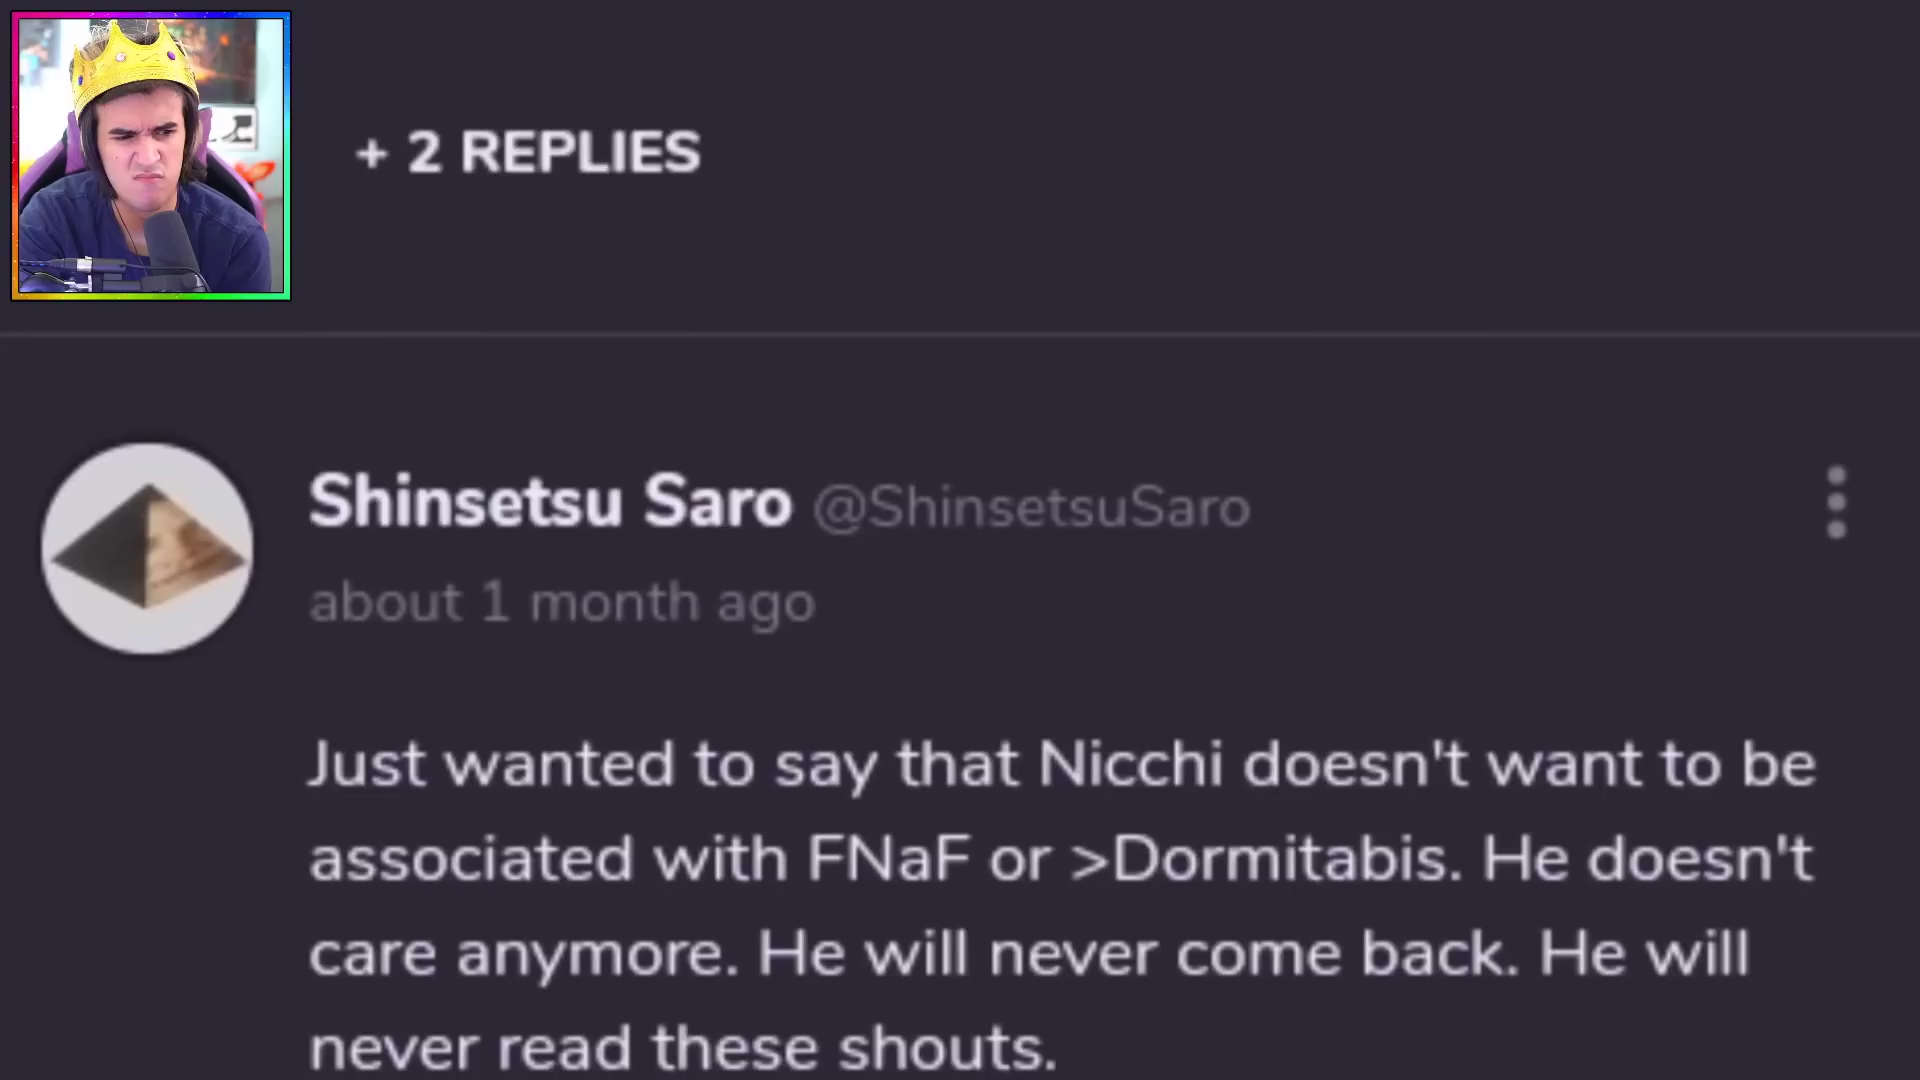 + 2 REPLIES
Shinsetsu Saro @ShinsetsuSaro
about 1 month ago
Just wanted to say that Nicchi doesn't want to be
associated with FNaF or >Dormitabis. He doesn't
care anymore. He will never come back. He will
never read these shouts.